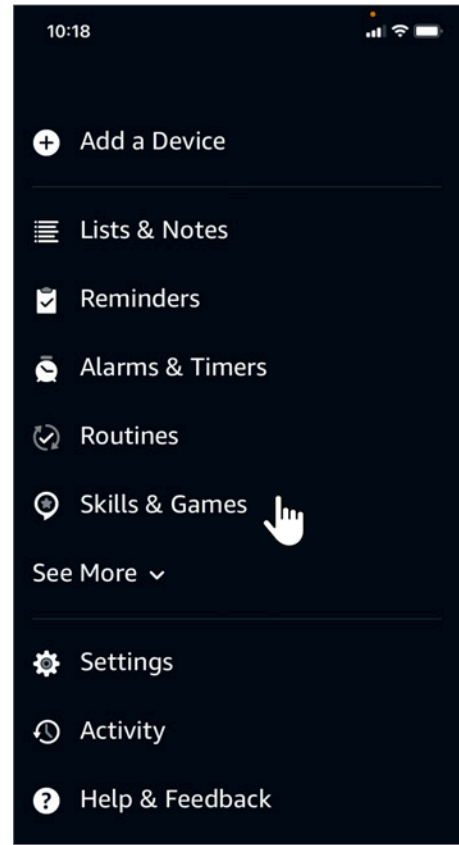 10:18
Add a Device
Lists & Notes
Reminders
Alarms & Timers
Routines
Skills & Games
See More
Settings
Activity
Help & Feedback